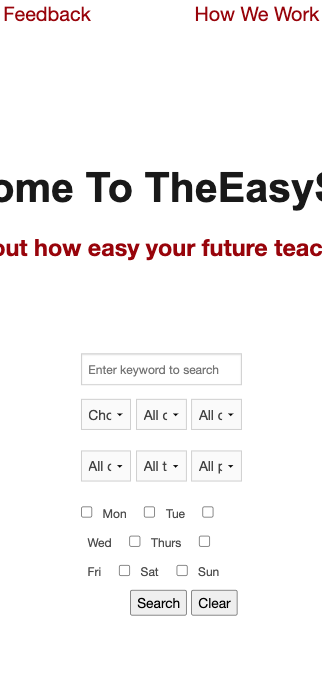 Feedback How We Work
ome To TheEasyS
out how easy your future teac
Enter keyword to search
Cho All c All c
All c All t All p
Mon Tue
Wed Thurs
Fri Sat Sun
Search Clear